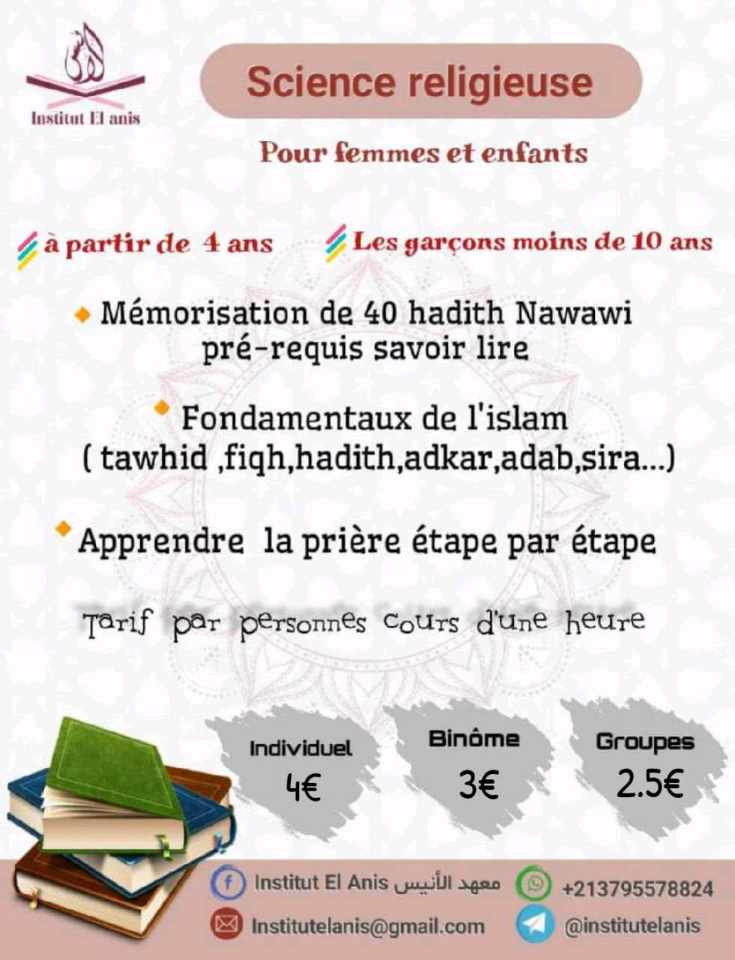 Institut El anis
Science religieuse
Pour femmes et enfants
à partir de 4 ans
Les garçons moins de 10 ans
Mémorisation de 40 hadith Nawawi
pré-requis savoir lire
Fondamentaux de l'islam
( tawhid ,fiqh,hadith,adkar,adab,sira...)
Apprendre la prière étape par étape
Tarif par personnes cours d'une heure
Individuel
4€
Binôme
3€
Groupes
2.5€
Institut El Anis معهد الأنيس
+213795578824
Institutelanis@gmail.com
@institutelanis